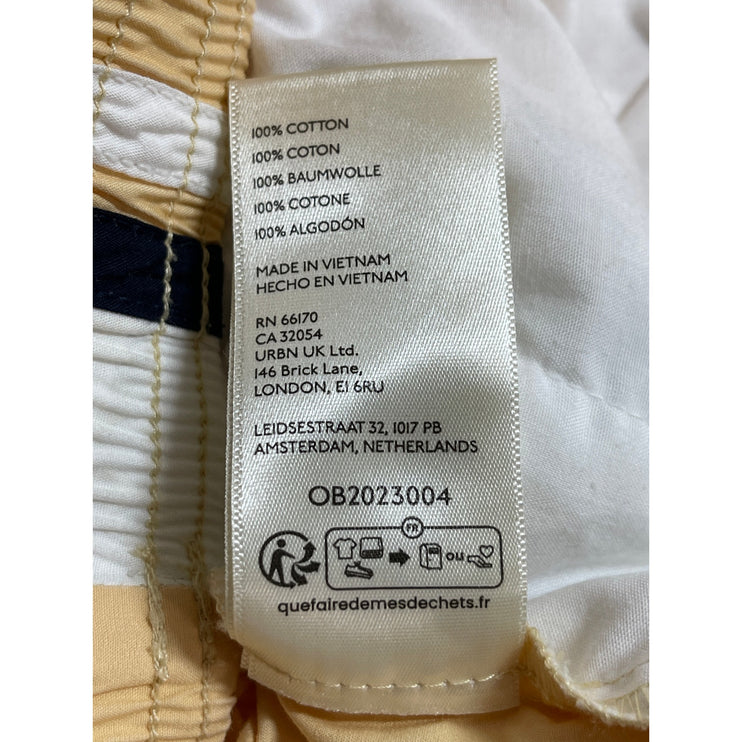 100% COTTON
100% COTON
100% BAUMWOLLE
100% COTONE
100% ALGODÓN
MADE IN VIETNAM
HECHO EN VIETNAM
RN 66170
CA 32054
URBN UK Ltd.
146 Brick Lane,
LONDON, E1 6RU
LEIDSESTRAAT 32, 1017 PB
AMSTERDAM, NETHERLANDS
OB2023004
FR
ou
quefairedemesdechets.fr